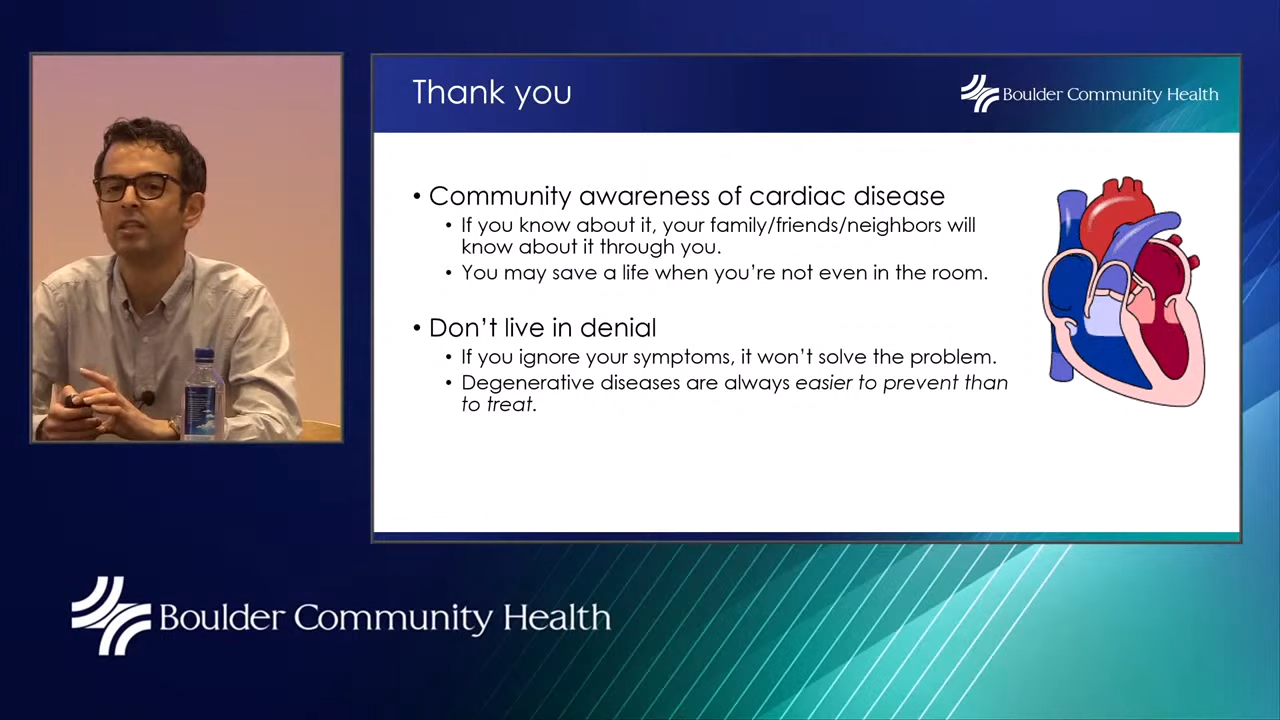 Thank you
Boulder Community Health
• Community awareness of cardiac disease
• If you know about it, your family/friends/neighbors will
know about it through you.
• You may save a life when you're not even in the room.
• Don't live in denial
• If you ignore your symptoms, it won't solve the problem.
• Degenerative diseases are always easier to prevent than
to treat.
Boulder Community Health